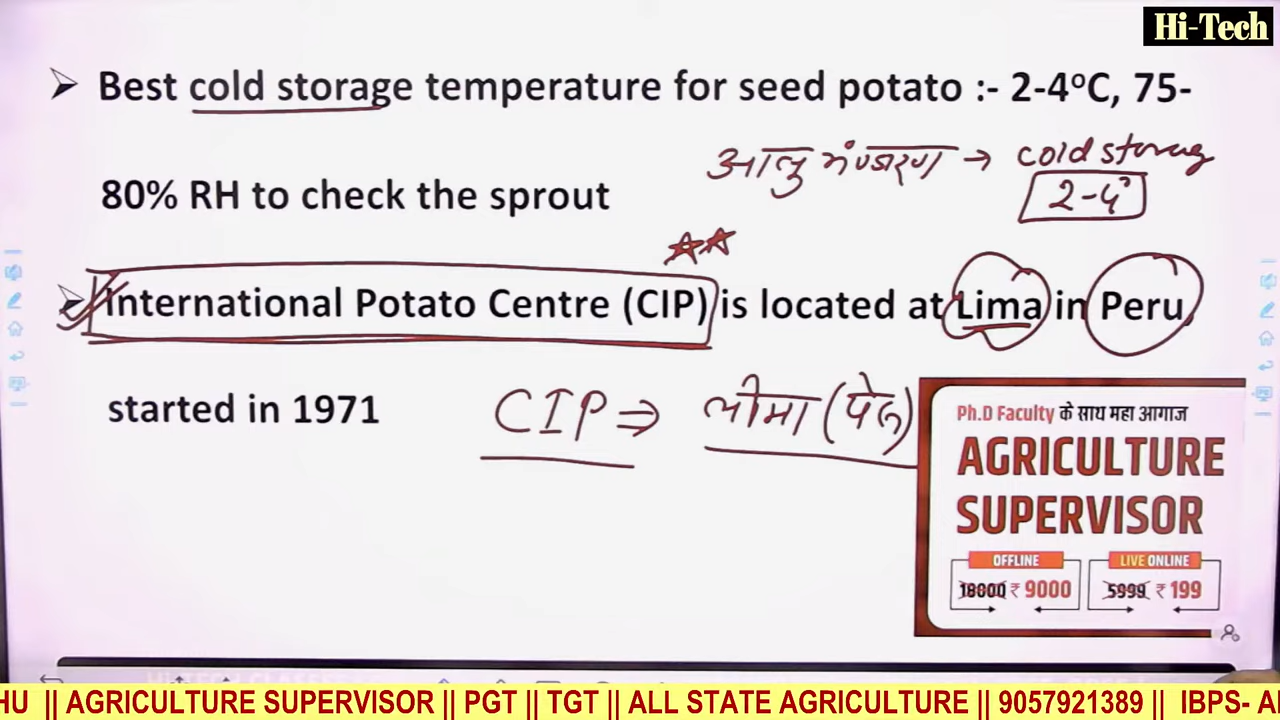 Hi-Tech
➢ Best cold storage temperature for seed potato :- 2-4°C, 75-
आलु भण्डारण → cold storage
80% RH to check the sprout
2-4°
➢ International Potato Centre (CIP) is located at Lima in Peru,
started in 1971
CIP ⇒ लीमा (पेरू)
Ph.D Faculty के साथ महा आगाज
AGRICULTURE
SUPERVISOR
OFFLINE
18000 ₹ 9000
LIVE ONLINE
5999 ₹ 199
HU || AGRICULTURE SUPERVISOR || PGT || TGT || ALL STATE AGRICULTURE || 9057921389 || IBPS- A